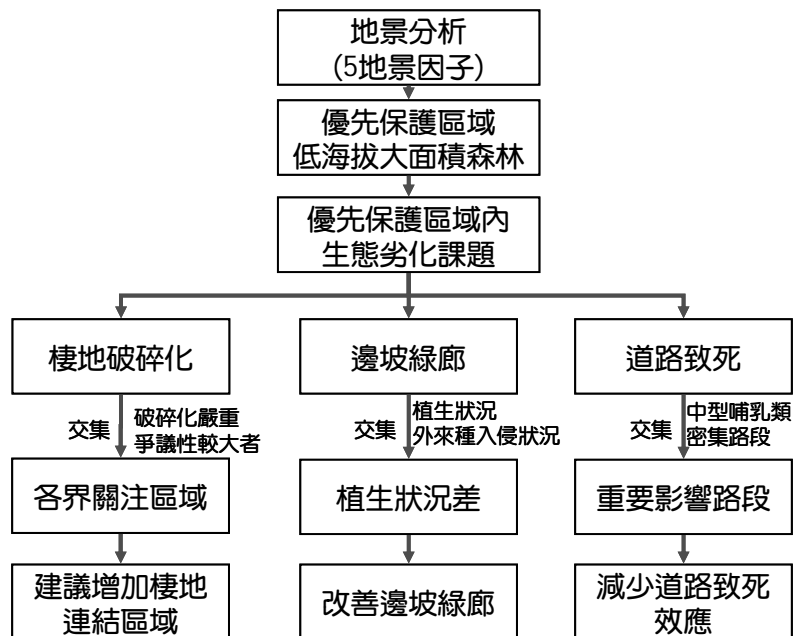 地景分析
(5地景因子)
優先保護區域
低海拔大面積森林
優先保護區域內
生態劣化課題
棲地破碎化
邊坡綠廊
道路致死
交集
破碎化嚴重
爭議性較大者
交集
植生狀況
外來種入侵狀況
交集
中型哺乳類
密集路段
各界關注區域
植生狀況差
重要影響路段
建議增加棲地
連結區域
改善邊坡綠廊
減少道路致死
效應